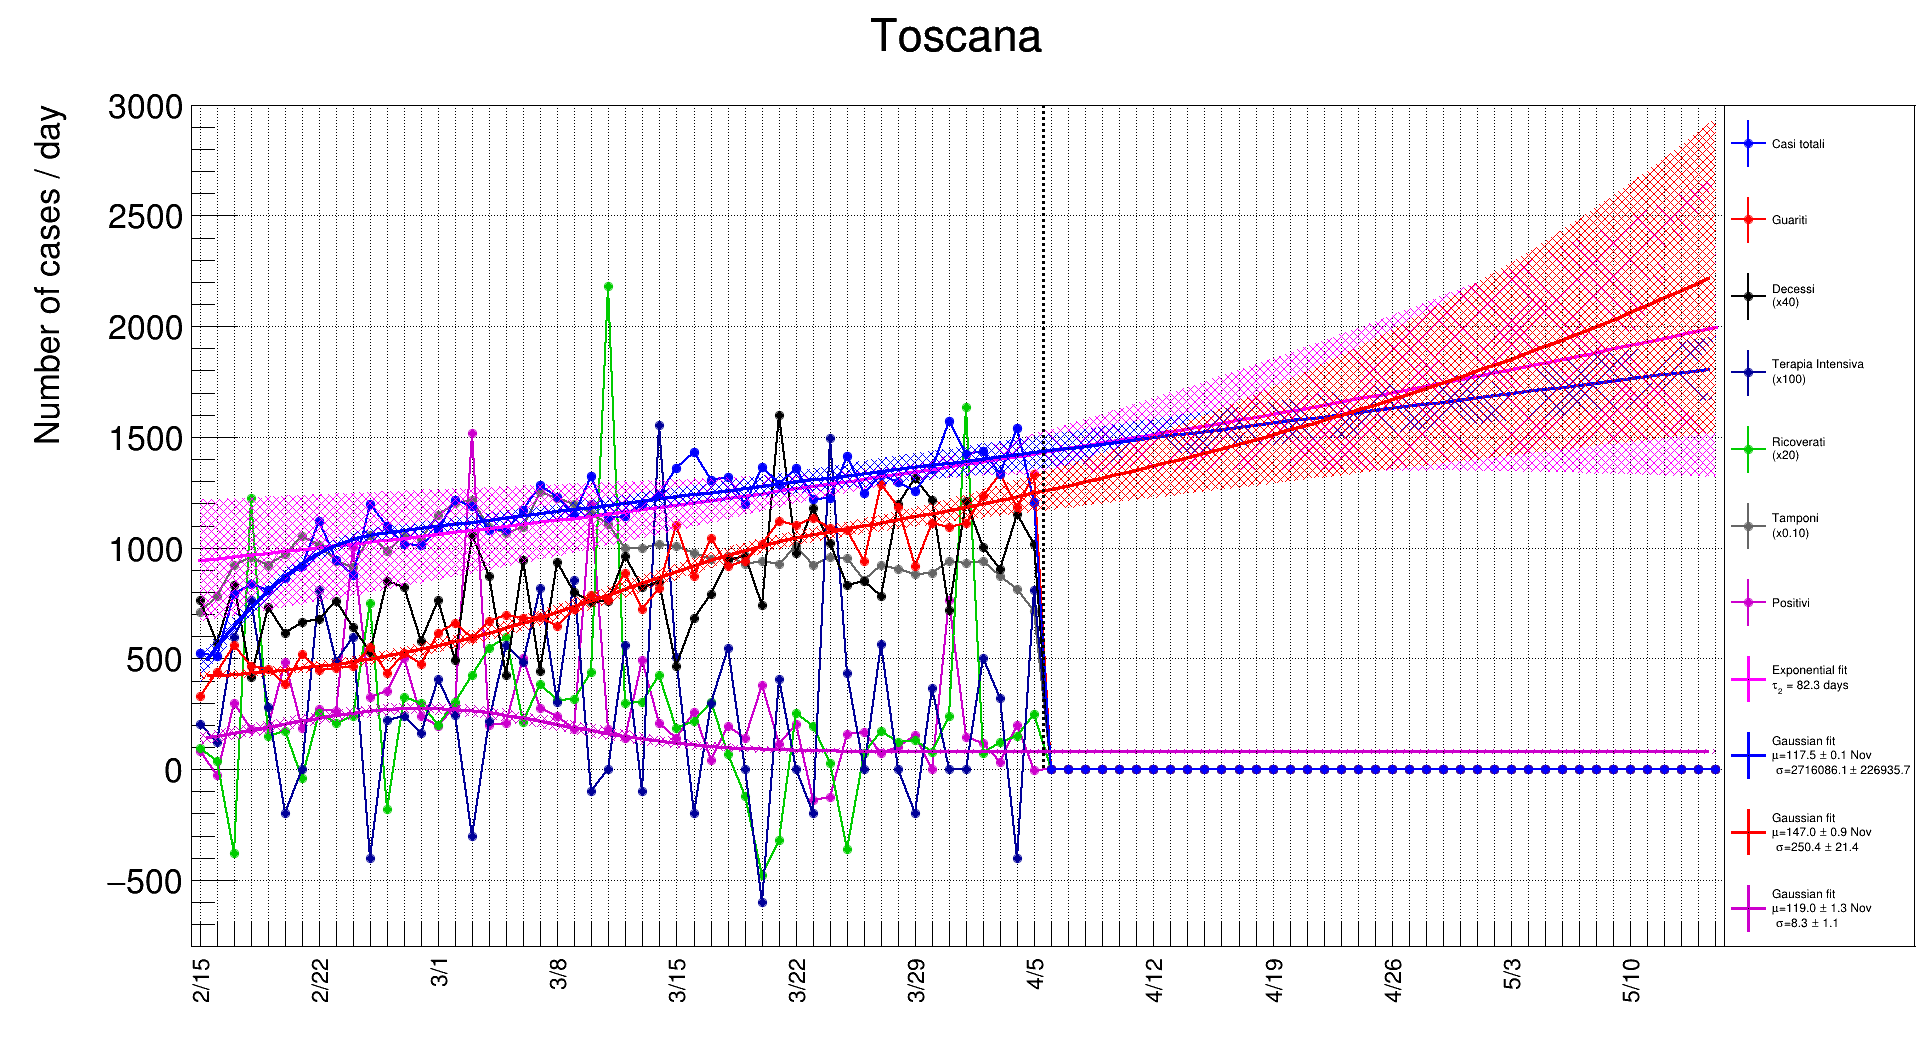 Toscana
Number of cases / day
3000
2500
2000
1500
1000
500
0
−500
2/15
2/22
3/1
3/8
3/15
3/22
3/29
4/5
4/12
4/19
4/26
5/3
5/10
Casi totali
Guariti
Decessi
(x40)
Terapia Intensiva
(x100)
Ricoverati
(x20)
Tamponi
(x0.10)
Positivi
Exponential fit
τ2 = 82.3 days
Gaussian fit
μ=117.5 ± 0.1 Nov
σ=2716086.1 ± 226935.7
Gaussian fit
μ=147.0 ± 0.9 Nov
σ=250.4 ± 21.4
Gaussian fit
μ=119.0 ± 1.3 Nov
σ=8.3 ± 1.1